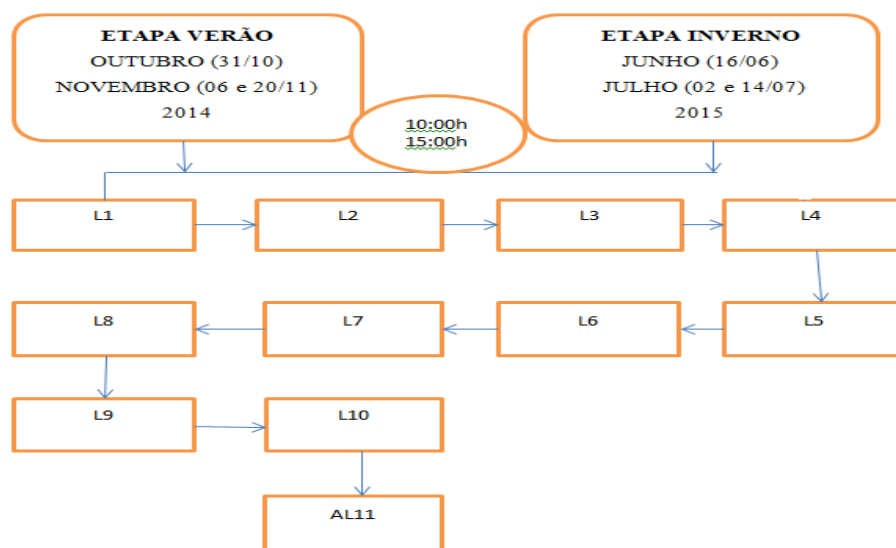 ETAPA VERÃO
OUTUBRO (31/10)
NOVEMBRO (06 e 20/11)
2014
ETAPA INVERNO
JUNHO (16/06)
JULHO (02 e 14/07)
2015
10:00h
15:00h
L1
L2
L3
L4
L5
L6
L7
L8
L9
L10
AL11